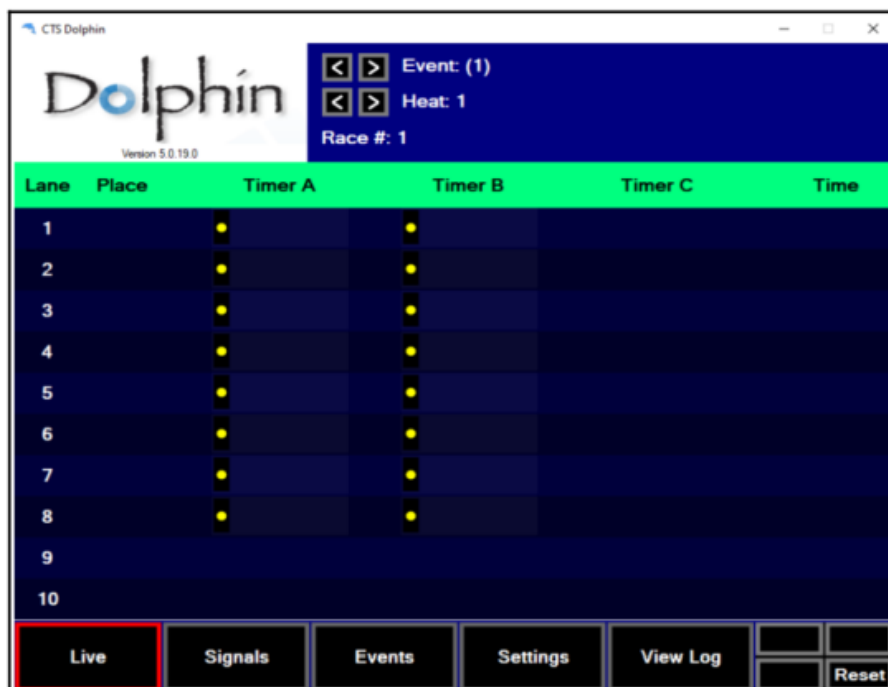 CTS Dolphin
Dolphin
Version 5.0.19.0
< > Event: (1)
< > Heat: 1
Race #: 1
Lane Place Timer A Timer B Timer C Time
1
2
3
4
5
6
7
8
9
10
Live Signals Events Settings View Log Reset